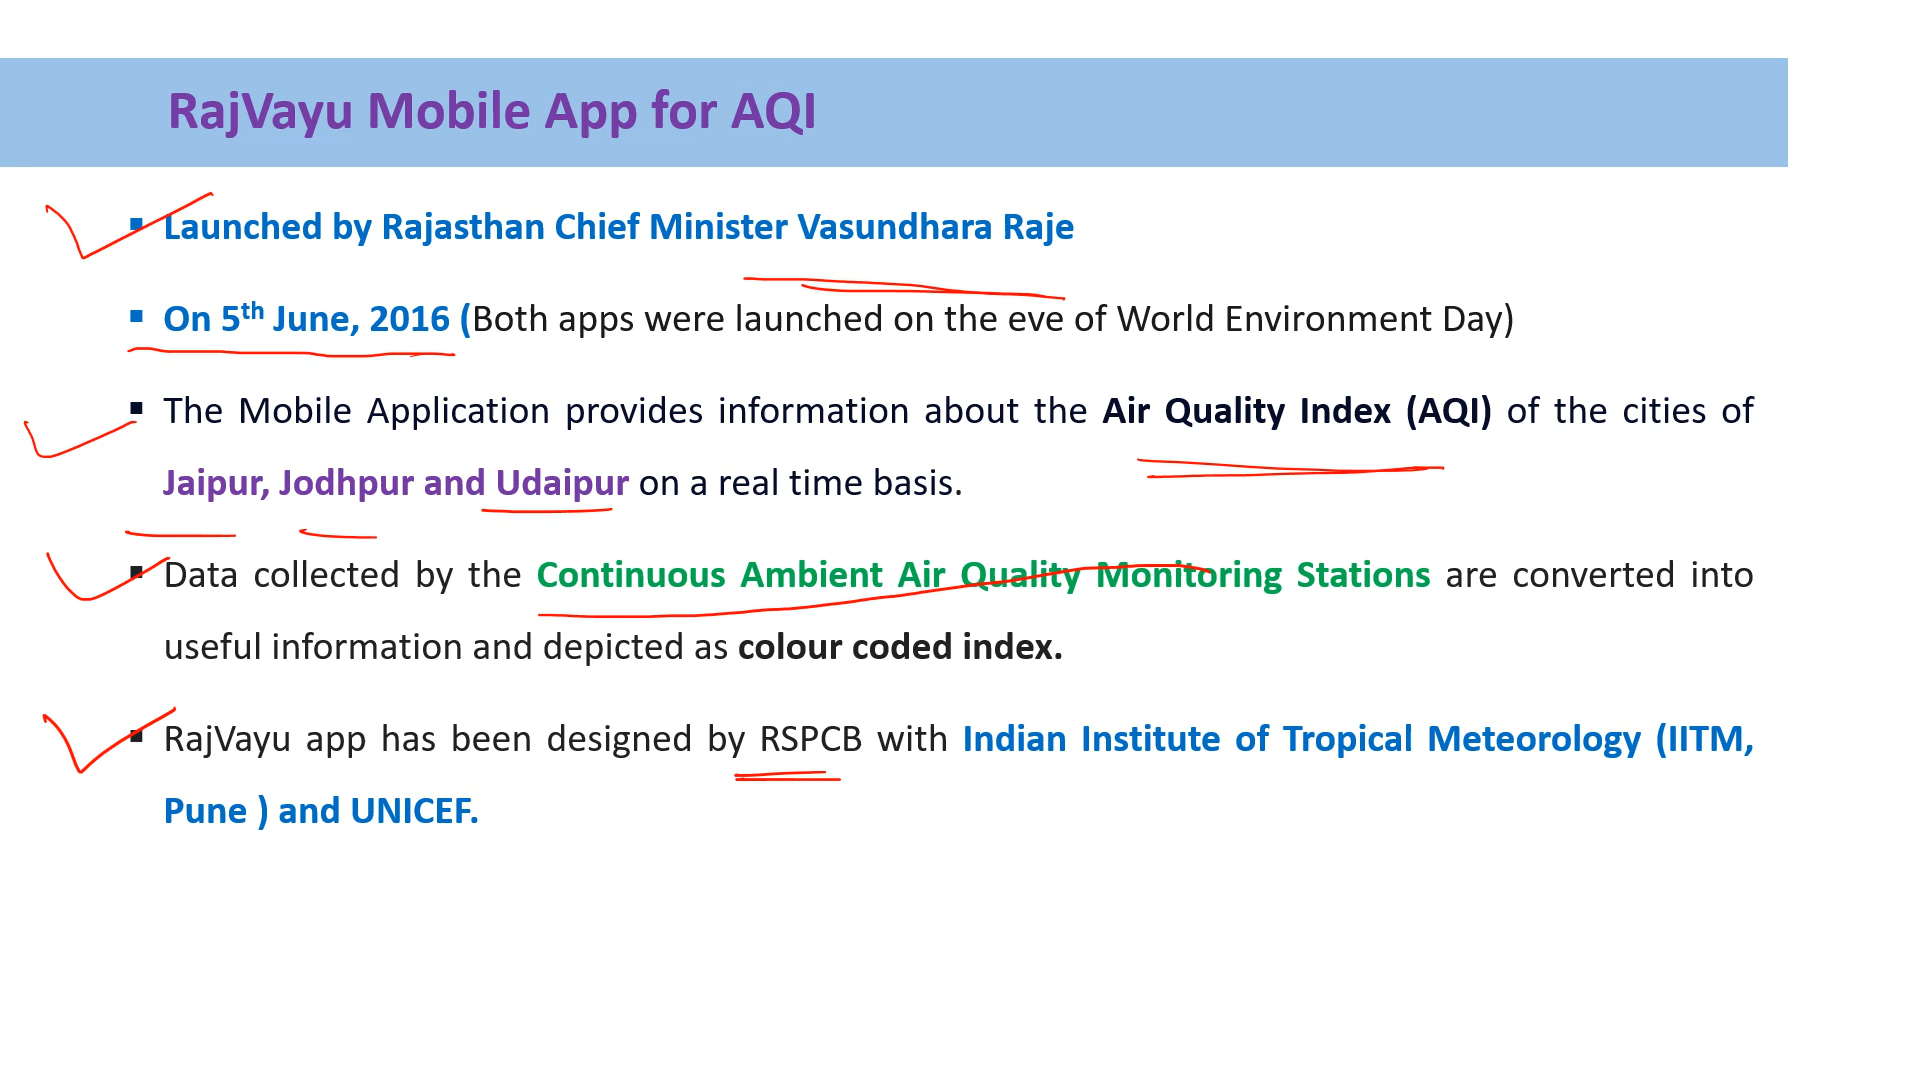 RajVayu Mobile App for AQI
▪ Launched by Rajasthan Chief Minister Vasundhara Raje
▪ On 5th June, 2016 (Both apps were launched on the eve of World Environment Day)
▪ The Mobile Application provides information about the Air Quality Index (AQI) of the cities of
Jaipur, Jodhpur and Udaipur on a real time basis.
▪ Data collected by the Continuous Ambient Air Quality Monitoring Stations are converted into
useful information and depicted as colour coded index.
▪ RajVayu app has been designed by RSPCB with Indian Institute of Tropical Meteorology (IITM,
Pune ) and UNICEF.